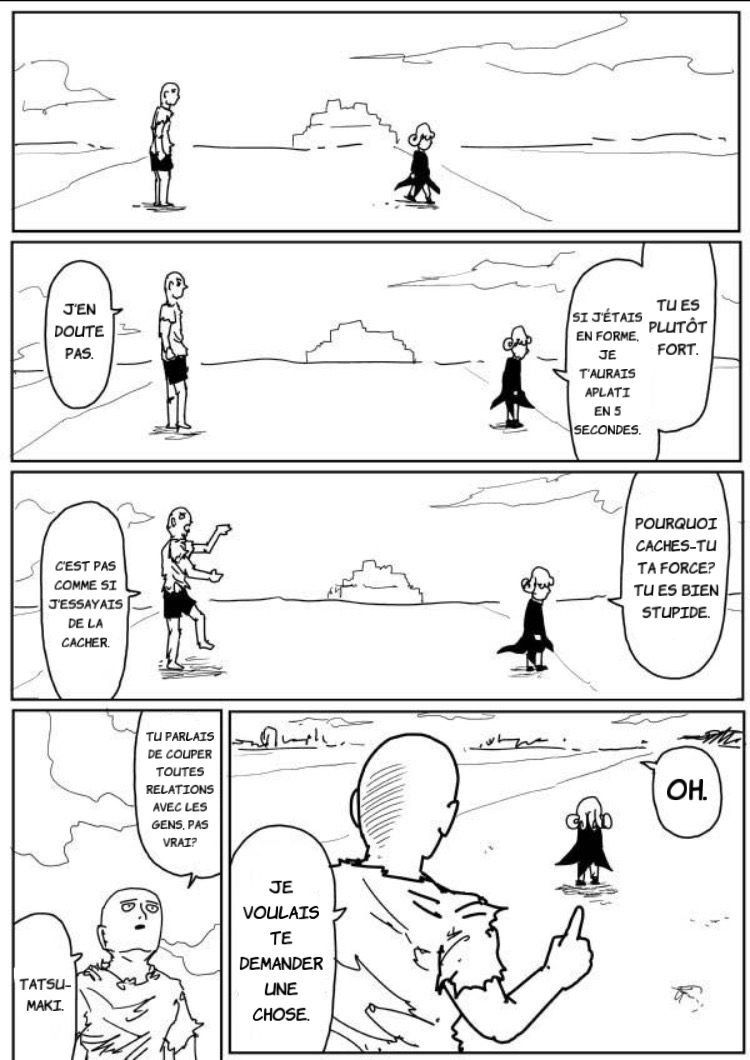 TU ES
PLUTÔT
FORT.
SI J'ÉTAIS
EN FORME,
JE
T'AURAIS
APLATI
EN 5
SECONDES.
J'EN
DOUTE
PAS.
POURQUOI
CACHES-TU
TA FORCE?
TU ES BIEN
STUPIDE.
C'EST PAS
COMME SI
J'ESSAYAIS
DE LA
CACHER.
OH.
JE
VOULAIS
TE
DEMANDER
UNE
CHOSE.
TU PARLAIS
DE COUPER
TOUTES
RELATIONS
AVEC LES
GENS, PAS
VRAI?
TATSU-
MAKI.